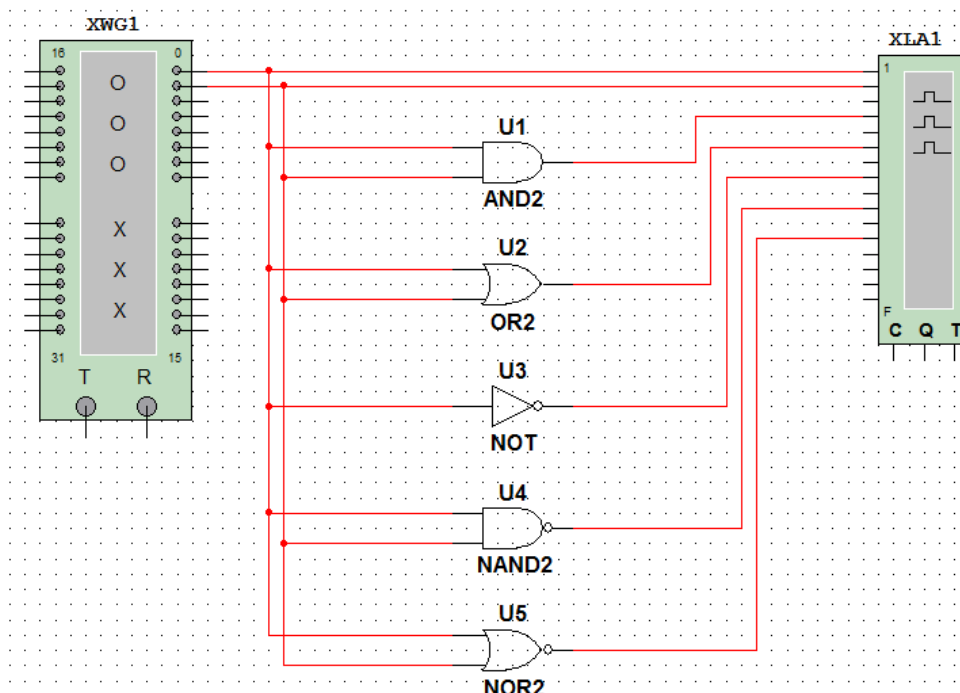 XWG1
16 0
O
O
O
X
X
X
31 15
T R
U1
AND2
U2
OR2
U3
NOT
U4
NAND2
U5
NOR2
XLA1
1
F
C Q T